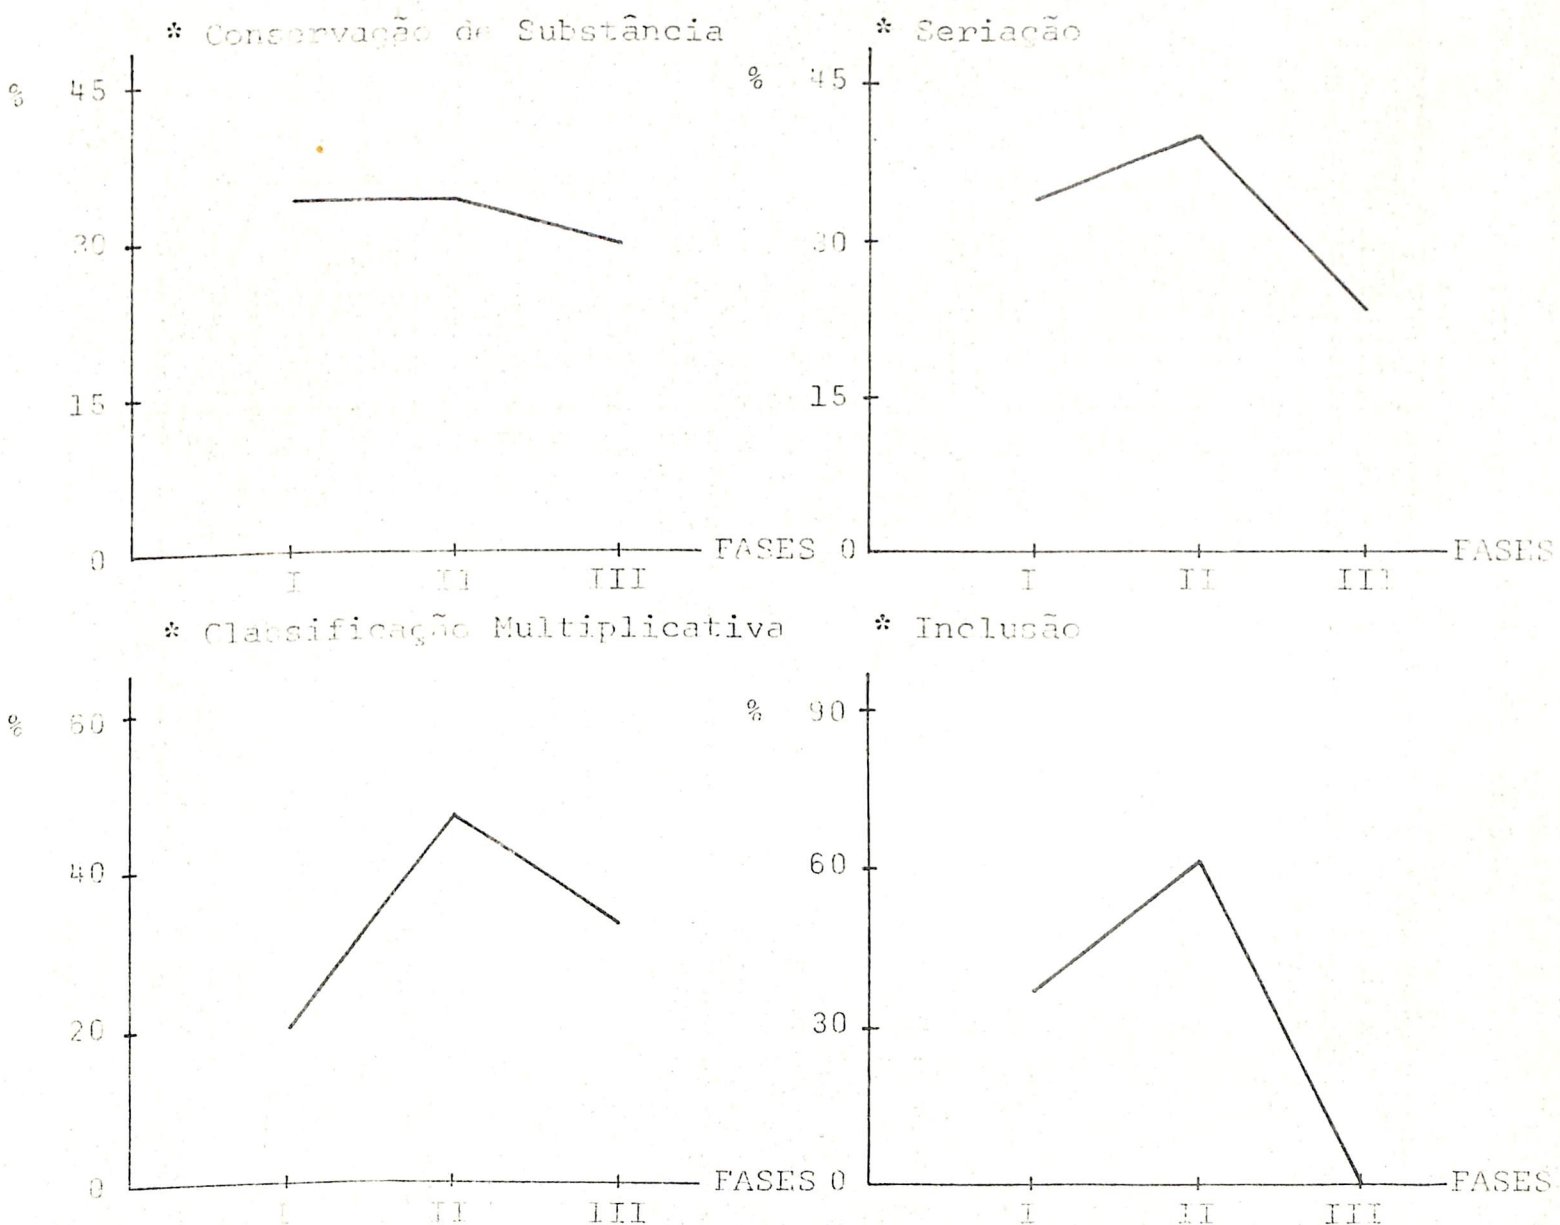 * Conservação de Substância
% 45
30
15
0
I II III FASES
* Seriação
% 45
30
15
0
I II III FASES
* Classificação Multiplicativa
% 60
40
20
0
I II III FASES
* Inclusão
% 90
60
30
0
I II III FASES